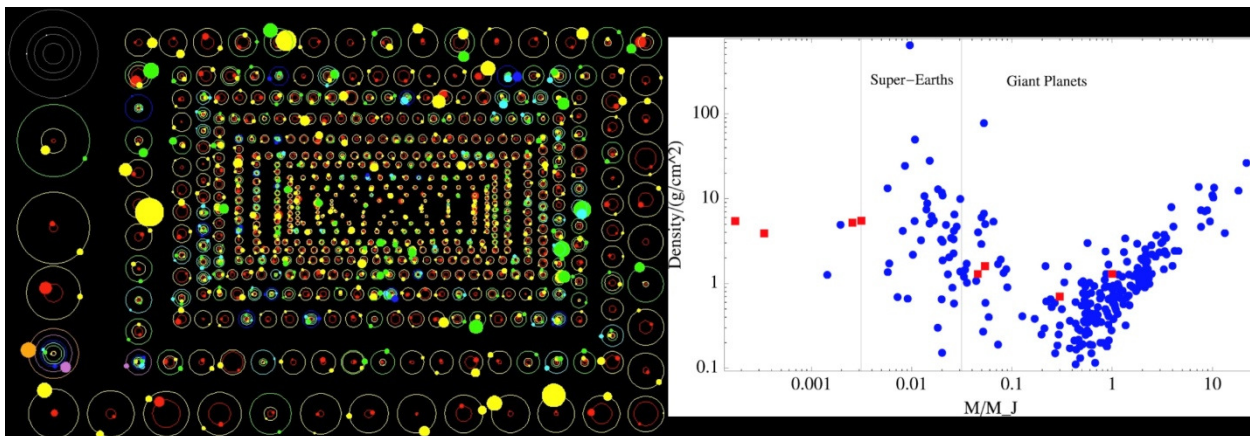 Super-Earths Giant Planets
100
10
1
0.1
Density/(g/cm^2)
0.001 0.01 0.1 1 10
M/M_J